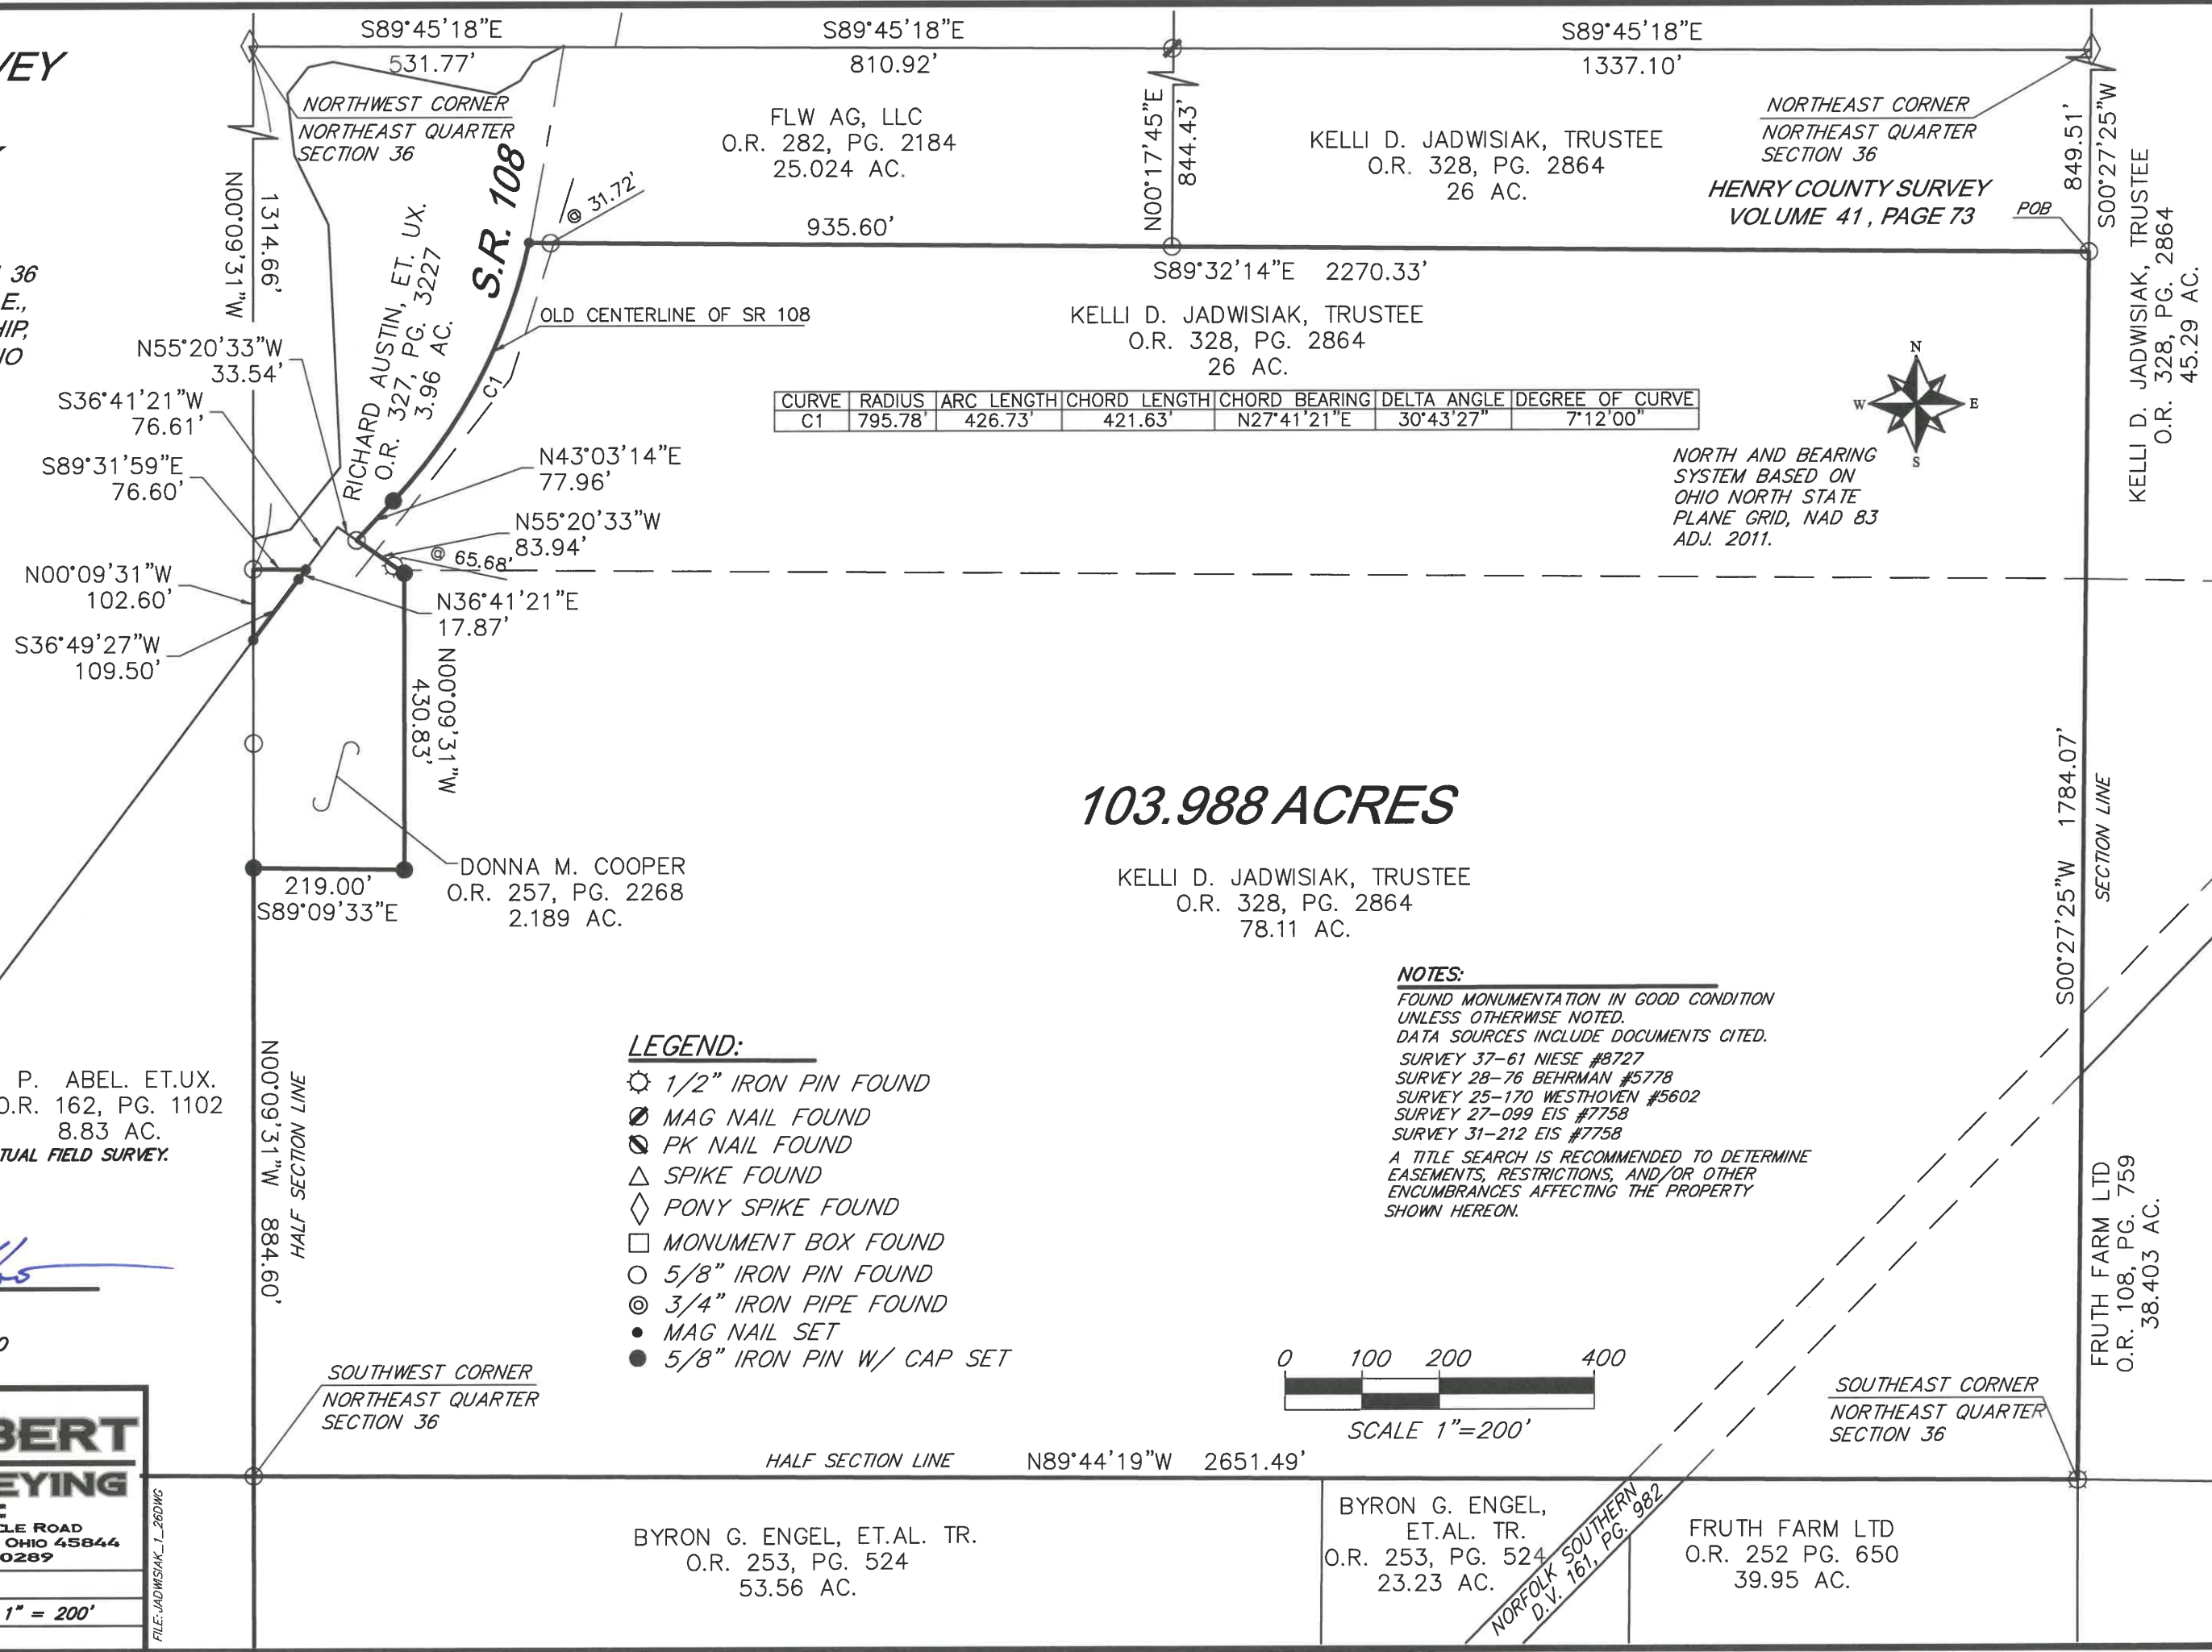 VEY
36
E.,
HIP,
IO
S89°45'18"E
531.77'
S89°45'18"E
810.92'
S89°45'18"E
1337.10'
NORTHWEST CORNER
NORTHEAST QUARTER
SECTION 36
FLW AG, LLC
O.R. 282, PG. 2184
25.024 AC.
N00°17'45"E
844.43'
KELLI D. JADWISIAK, TRUSTEE
O.R. 328, PG. 2864
26 AC.
NORTHEAST CORNER
NORTHEAST QUARTER
SECTION 36
HENRY COUNTY SURVEY
VOLUME 41, PAGE 73
POB
849.51'
S00°27'25"W
KELLI D. JADWISIAK, TRUSTEE
O.R. 328, PG. 2864
45.29 AC.
N00°09'31"W
1314.66'
S.R. 108
@ 31.72'
935.60'
S89°32'14"E 2270.33'
RICHARD AUSTIN, ET. UX.
O.R. 327, PG. 3227
3.96 AC.
OLD CENTERLINE OF SR 108
C1
KELLI D. JADWISIAK, TRUSTEE
O.R. 328, PG. 2864
26 AC.
CURVE RADIUS ARC LENGTH CHORD LENGTH CHORD BEARING DELTA ANGLE DEGREE OF CURVE
C1 795.78' 426.73' 421.63' N27°41'21"E 30°43'27" 7°12'00"
N
W
E
S
NORTH AND BEARING
SYSTEM BASED ON
OHIO NORTH STATE
PLANE GRID, NAD 83
ADJ. 2011.
N55°20'33"W
33.54'
S36°41'21"W
76.61'
S89°31'59"E
76.60'
N00°09'31"W
102.60'
S36°49'27"W
109.50'
N43°03'14"E
77.96'
N55°20'33"W
83.94'
@ 65.68'
N36°41'21"E
17.87'
N00°09'31"W
430.83'
DONNA M. COOPER
O.R. 257, PG. 2268
2.189 AC.
219.00'
S89°09'33"E
103.988 ACRES
KELLI D. JADWISIAK, TRUSTEE
O.R. 328, PG. 2864
78.11 AC.
S00°27'25"W 1784.07'
SECTION LINE
NOTES:
FOUND MONUMENTATION IN GOOD CONDITION
UNLESS OTHERWISE NOTED.
DATA SOURCES INCLUDE DOCUMENTS CITED.
SURVEY 37-61 NIESE #8727
SURVEY 28-76 BEHRMAN #5778
SURVEY 25-170 WESTHOVEN #5602
SURVEY 27-099 EIS #7758
SURVEY 31-212 EIS #7758
A TITLE SEARCH IS RECOMMENDED TO DETERMINE
EASEMENTS, RESTRICTIONS, AND/OR OTHER
ENCUMBRANCES AFFECTING THE PROPERTY
SHOWN HEREON.
LEGEND:
1/2" IRON PIN FOUND
MAG NAIL FOUND
PK NAIL FOUND
SPIKE FOUND
PONY SPIKE FOUND
MONUMENT BOX FOUND
5/8" IRON PIN FOUND
3/4" IRON PIPE FOUND
MAG NAIL SET
5/8" IRON PIN W/ CAP SET
P. ABEL. ET.UX.
O.R. 162, PG. 1102
8.83 AC.
TUAL FIELD SURVEY.
N00°09'31"W 884.60'
HALF SECTION LINE
FRUTH FARM LTD
O.R. 108, PG. 759
38.403 AC.
0 100 200 400
SCALE 1"=200'
SOUTHWEST CORNER
NORTHEAST QUARTER
SECTION 36
SOUTHEAST CORNER
NORTHEAST QUARTER
SECTION 36
HALF SECTION LINE N89°44'19"W 2651.49'
BERT
EYING
CLE ROAD
OHIO 45844
0289
1" = 200'
FILE: JADWISIAK_1_26DWG
BYRON G. ENGEL, ET.AL. TR.
O.R. 253, PG. 524
53.56 AC.
BYRON G. ENGEL,
ET.AL. TR.
O.R. 253, PG. 524
23.23 AC.
NORFOLK SOUTHERN
D.V. 161, PG. 982
FRUTH FARM LTD
O.R. 252 PG. 650
39.95 AC.